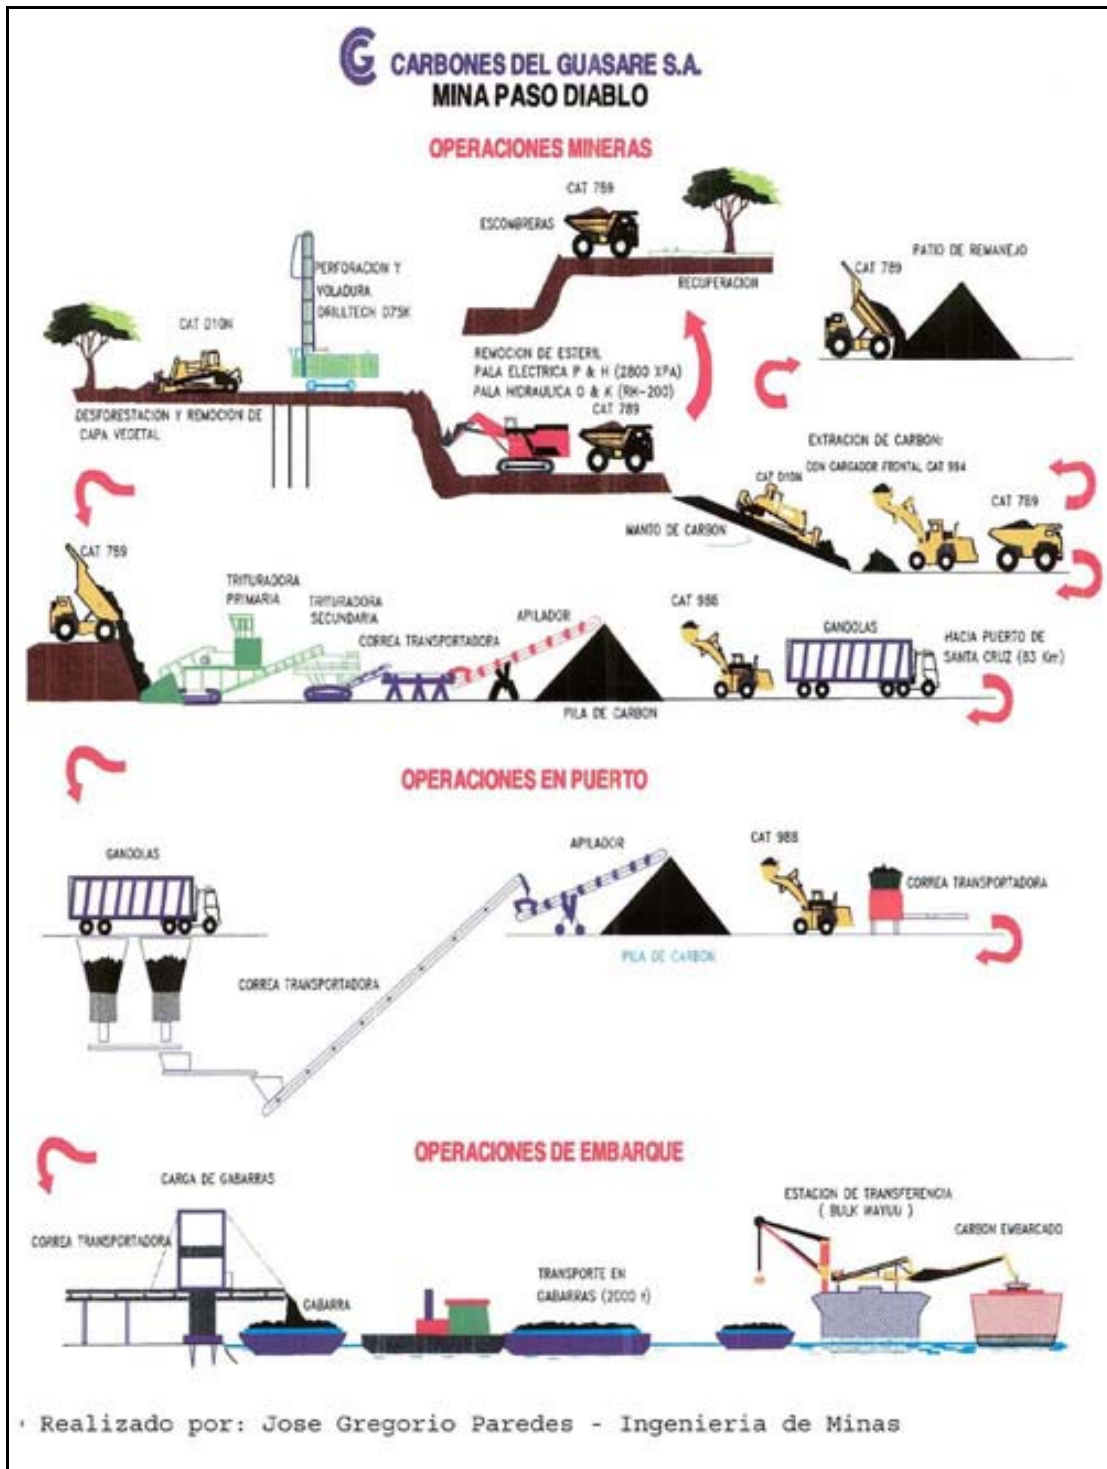 CG CARBONES DEL GUASARE S.A.
MINA PASO DIABLO
OPERACIONES MINERAS
CAT 789
ESCOMBRERAS
RECUPERACION
PATIO DE REMANEJO
CAT 789
PERFORACION Y
VOLADURA
DRILLTECH D75K
CAT D10N
DESFORESTACION Y REMOCION DE
CAPA VEGETAL
REMOCION DE ESTERIL
PALA ELECTRICA P & H (2800 XPA)
PALA HIDRAULICA O & K (RH-200)
CAT 789
EXTRACION DE CARBON:
CON CARGADOR FRONTAL CAT 994
CAT D10N
CAT 789
MANTO DE CARBON
CAT 789
TRITURADORA
PRIMARIA
TRITURADORA
SECUNDARIA
CORREA TRANSPORTADORA
APILADOR
PILA DE CARBON
CAT 988
GANDOLAS
HACIA PUERTO DE
SANTA CRUZ (83 Km)
OPERACIONES EN PUERTO
GANDOLAS
CORREA TRANSPORTADORA
APILADOR
PILA DE CARBON
CAT 988
CORREA TRANSPORTADORA
OPERACIONES DE EMBARQUE
CARGA DE GABARRAS
CORREA TRANSPORTADORA
GABARRA
TRANSPORTE EN
GABARRAS (2000 t)
ESTACION DE TRANSFERENCIA
( BULK WAYUU )
CARBON EMBARCADO
Realizado por: Jose Gregorio Paredes - Ingenieria de Minas